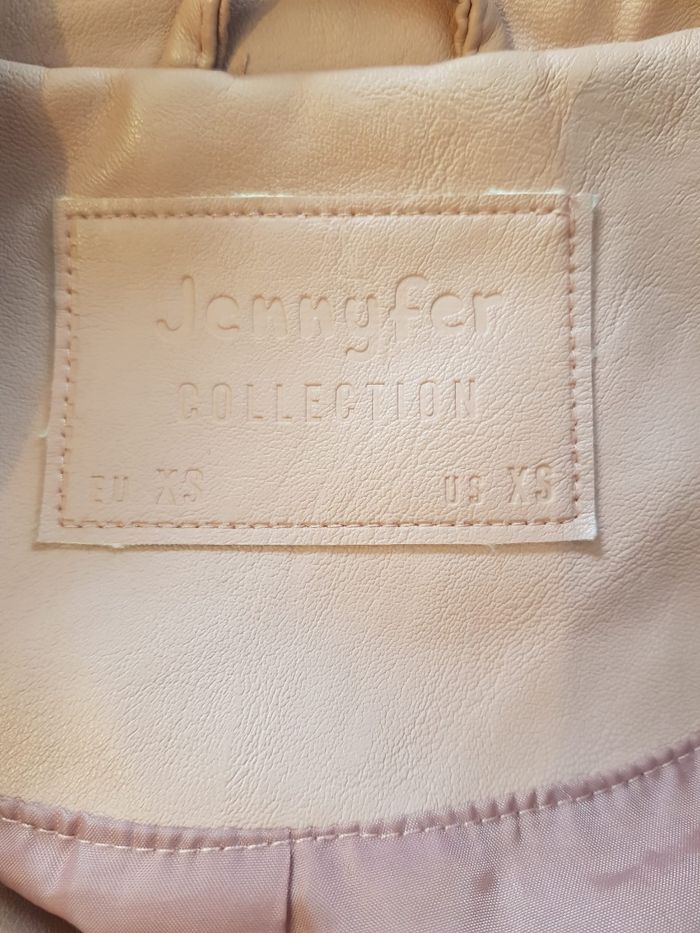 Jennyfer
COLLECTION
EU XS US XS